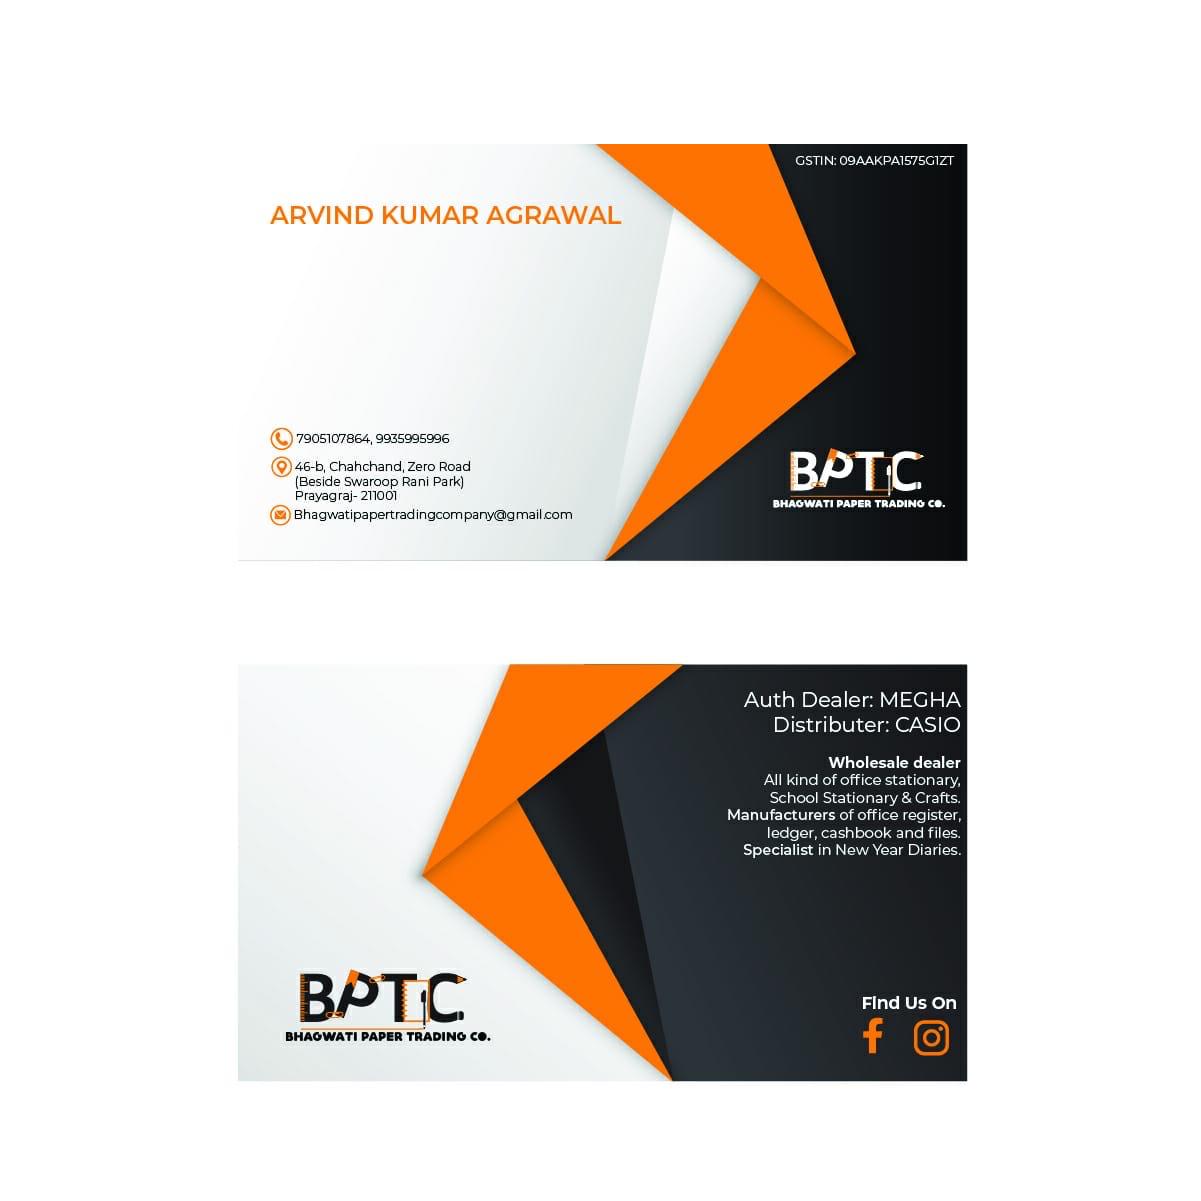 GSTIN: 09AAKPA1575G1ZT
ARVIND KUMAR AGRAWAL
7905107864, 9935995996
46-b, Chahchand, Zero Road
(Beside Swaroop Rani Park)
Prayagraj- 211001
Bhagwatipapertradingcompany@gmail.com
BPTC
BHAGWATI PAPER TRADING CO.
Auth Dealer: MEGHA
Distributer: CASIO
Wholesale dealer
All kind of office stationary,
School Stationary & Crafts.
Manufacturers of office register,
ledger, cashbook and files.
Specialist in New Year Diaries.
BPTC
BHAGWATI PAPER TRADING CO.
FInd Us On